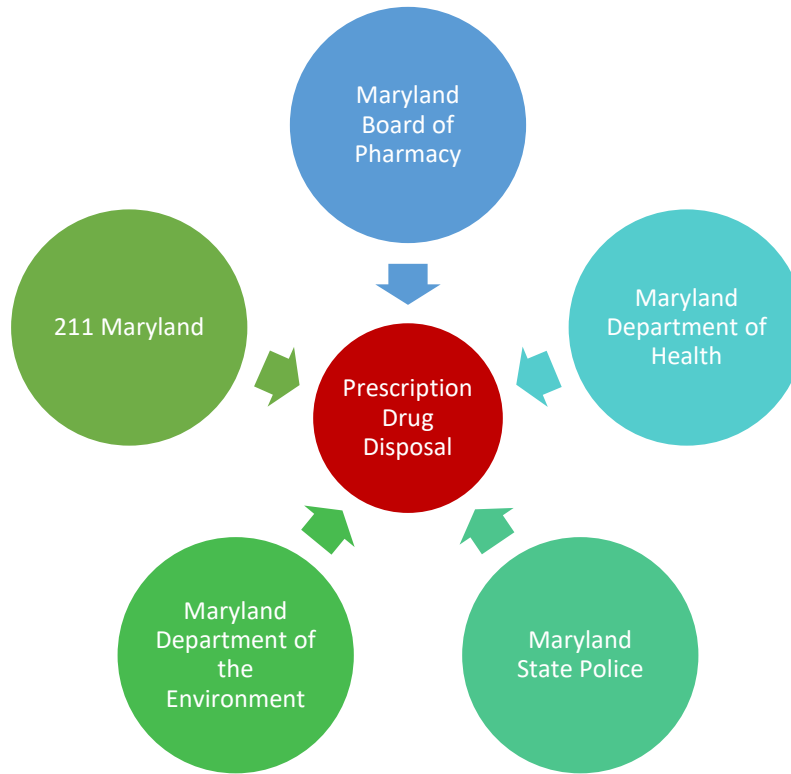 Maryland
Board of
Pharmacy
211 Maryland
Maryland
Department of
Health
Prescription
Drug
Disposal
Maryland
Department of
the
Environment
Maryland
State Police